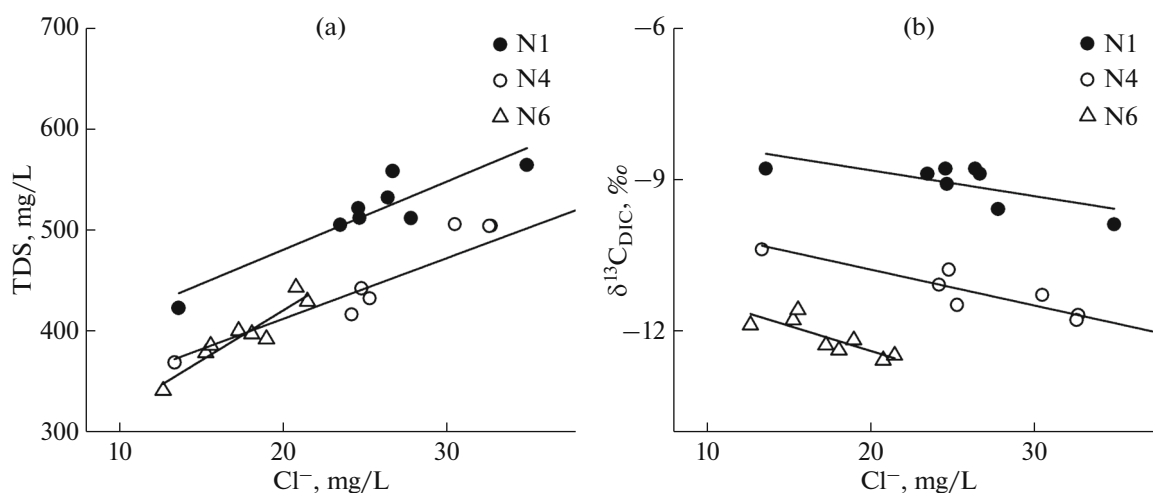 700
(a)
N1
N4
N6
600
500
400
300
TDS, mg/L
10
20
30
Cl⁻, mg/L
−6
(b)
N1
N4
N6
−9
−12
δ¹³C_DIC, ‰
10
20
30
Cl⁻, mg/L